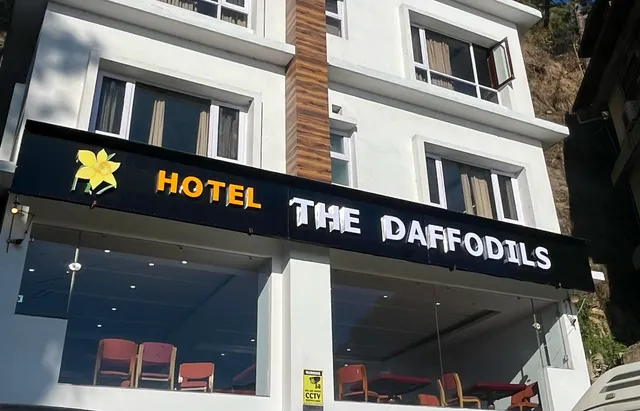 HOTEL THE DAFFODILS
CCTV